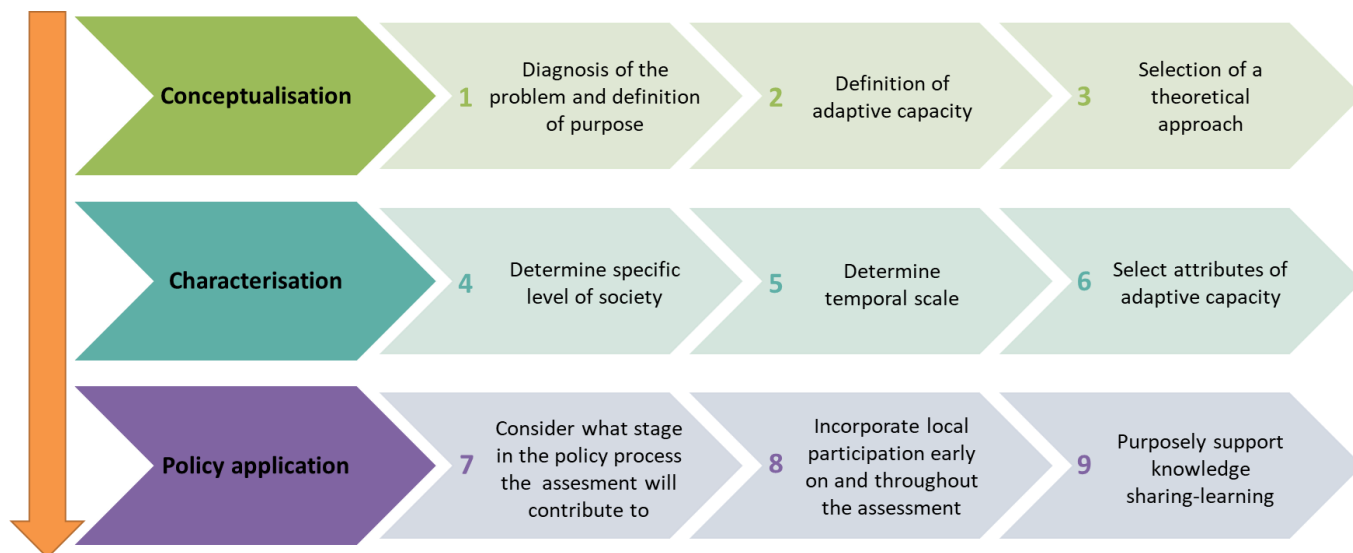 Conceptualisation
1
Diagnosis of the
problem and definition
of purpose
2
Definition of
adaptive capacity
3
Selection of a
theoretical
approach
Characterisation
4
Determine specific
level of society
5
Determine
temporal scale
6
Select attributes of
adaptive capacity
Policy application
7
Consider what stage
in the policy process
the assesment will
contribute to
8
Incorporate local
participation early
on and throughout
the assessment
9
Purposely support
knowledge
sharing-learning